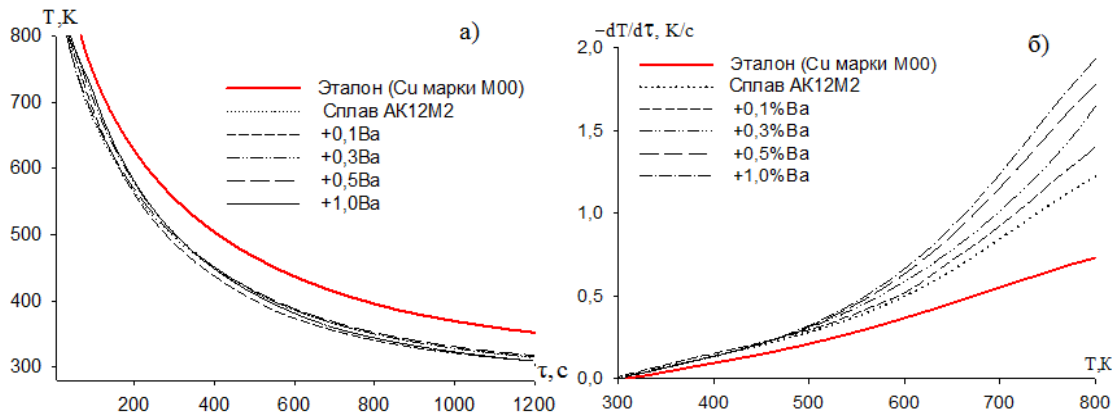 T,K
а)
800
700
600
500
400
300
Эталон (Cu марки М00)
Сплав АК12М2
+0,1Ba
+0,3Ba
+0,5Ba
+1,0Ba
τ, с
200
400
600
800
1000
1200
−dT/dτ, K/c
б)
2,0
1,5
1,0
0,5
0,0
Эталон (Cu марки М00)
Сплав АК12М2
+0,1%Ba
+0,3%Ba
+0,5%Ba
+1,0%Ba
T,K
300
400
500
600
700
800